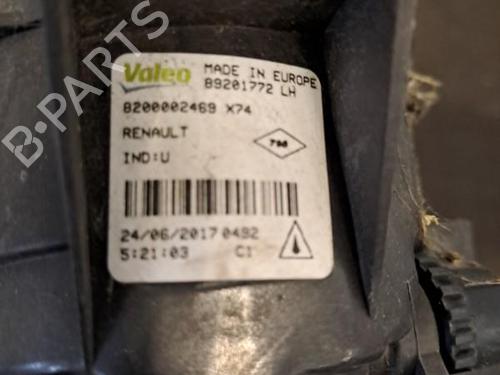 Valeo MADE IN EUROPE
89201772 LH
8200002469 X74
RENAULT
798
IND:U
24/06/2017 0492
5:21:03 C1
B-PARTS